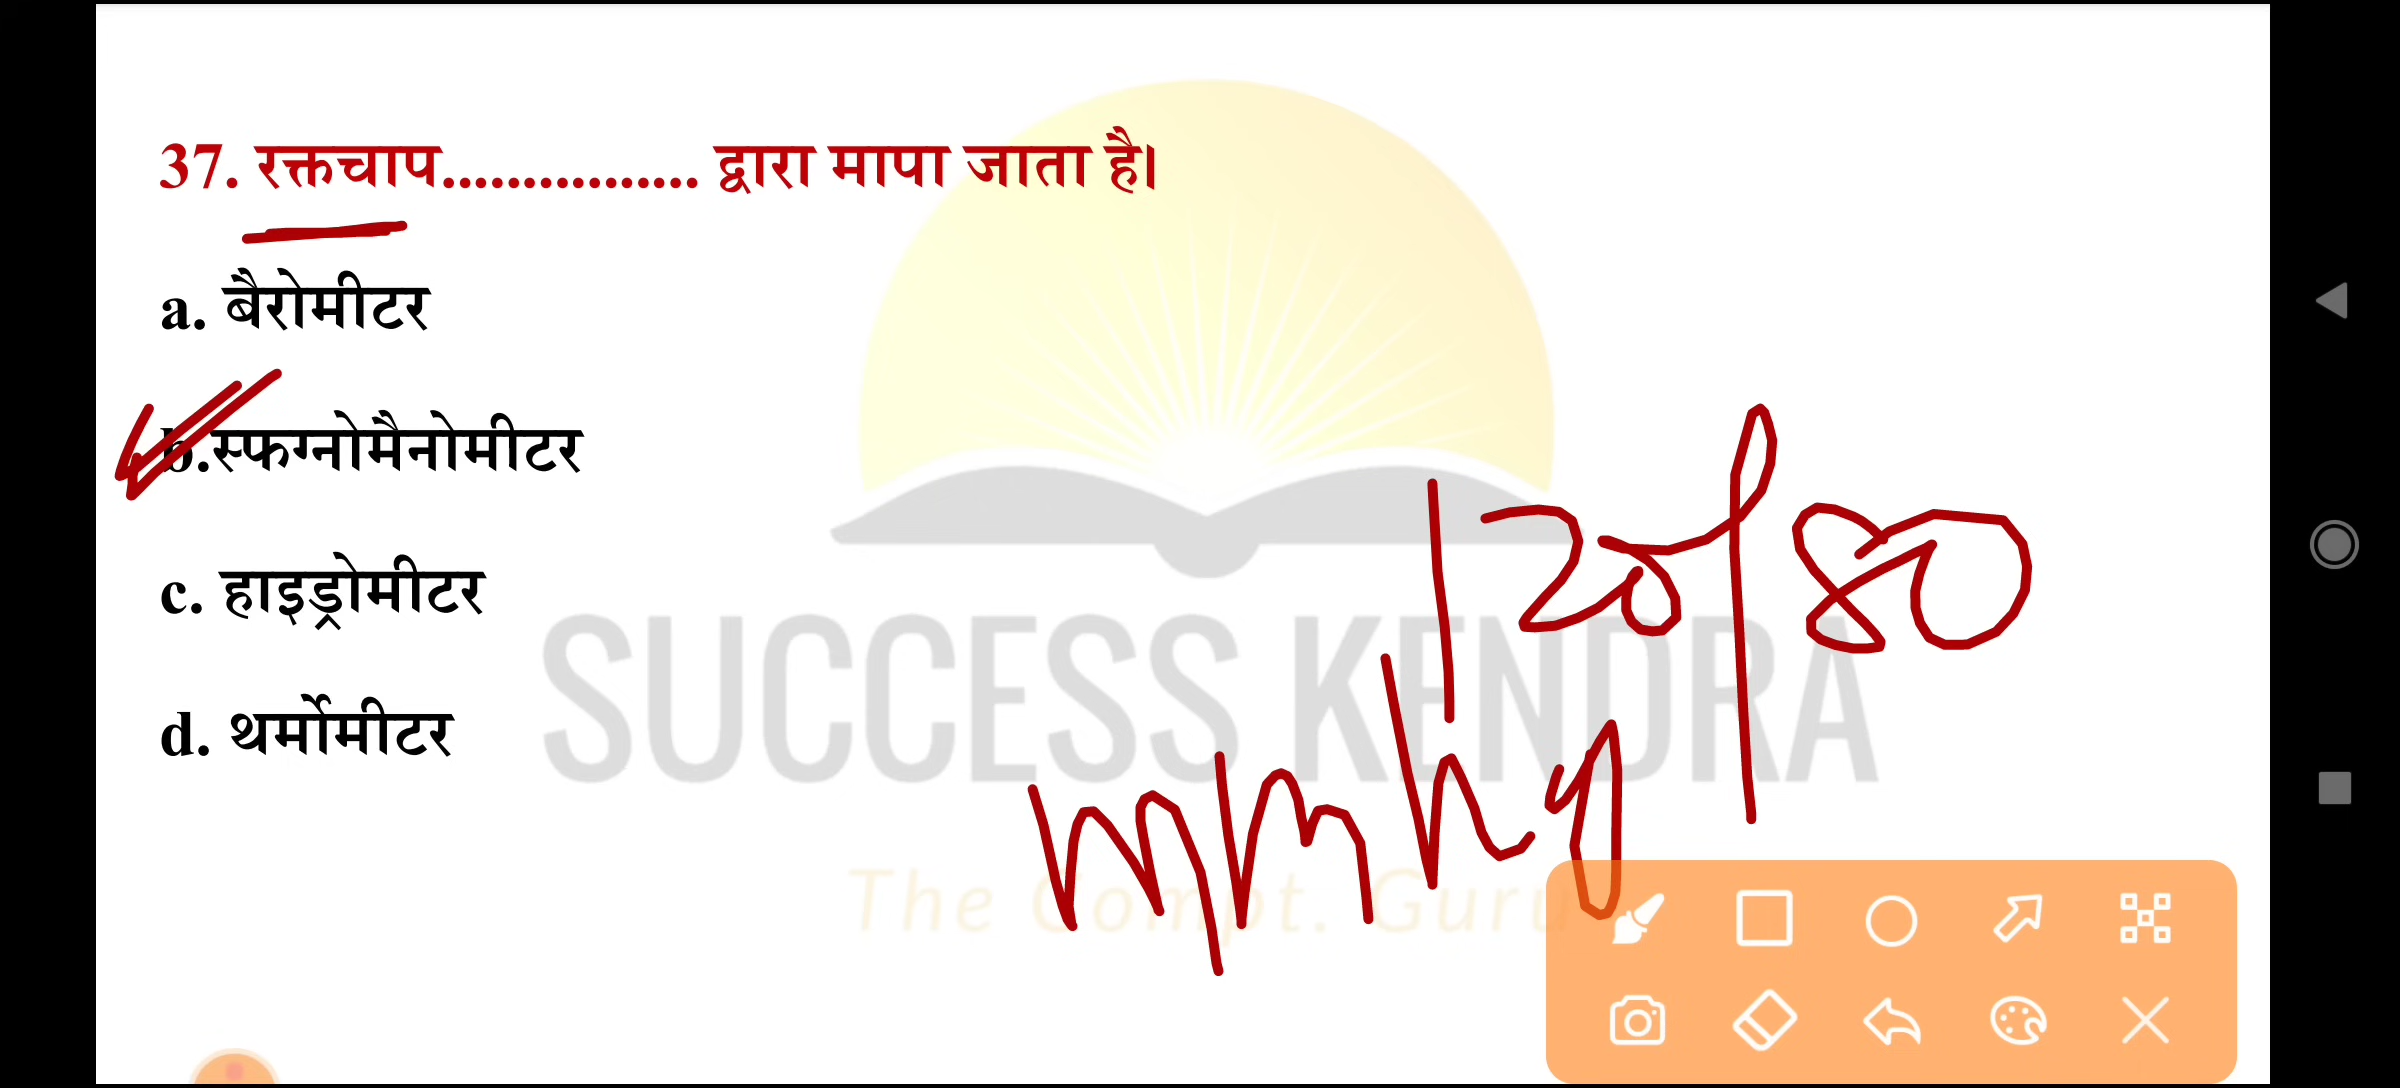 37. रक्तचाप................ द्वारा मापा जाता है।
a. बैरोमीटर
b.स्फग्नोमैनोमीटर
c. हाइड्रोमीटर
d. थर्मोमीटर
120/80
mmhg
SUCCESS KENDRA
The Compt. Guru